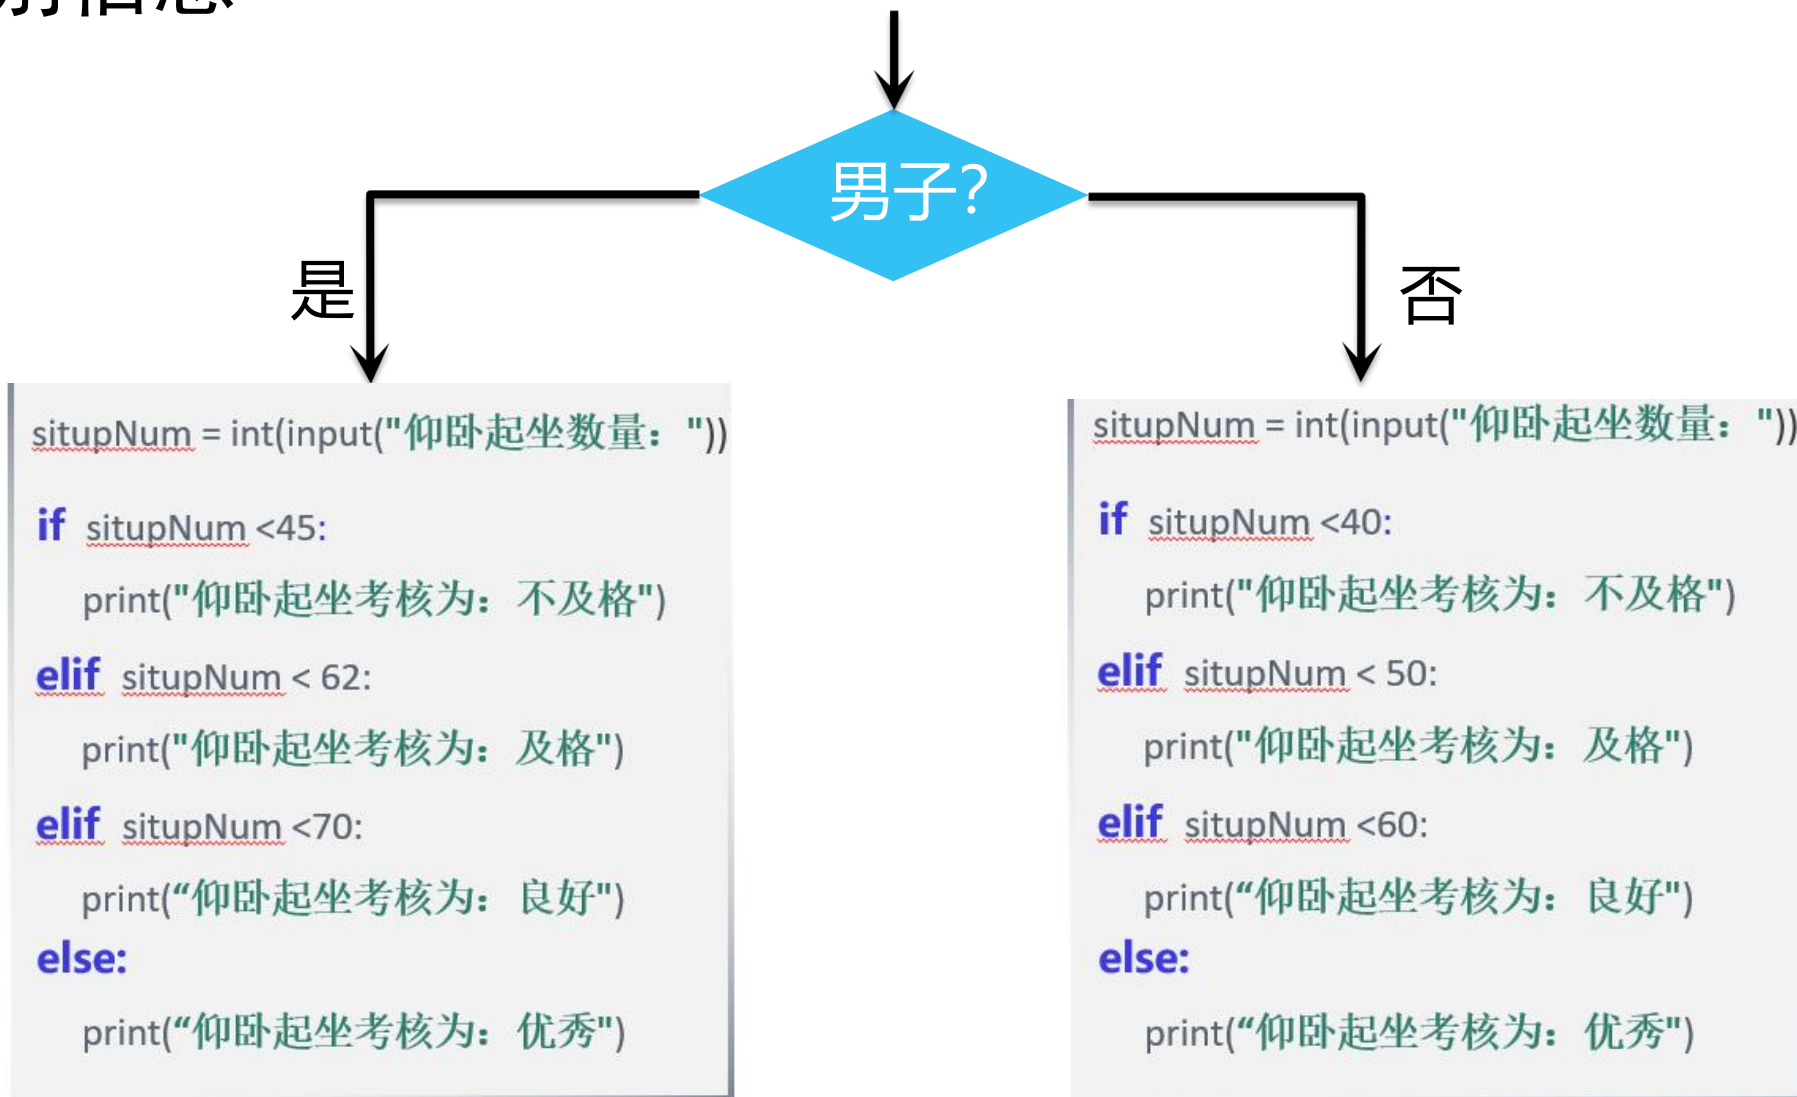 男子?
是
否
situpNum = int(input("仰卧起坐数量："))
if situpNum <45:
print("仰卧起坐考核为：不及格")
elif situpNum < 62:
print("仰卧起坐考核为：及格")
elif situpNum <70:
print(“仰卧起坐考核为：良好")
else:
print(“仰卧起坐考核为：优秀")
situpNum = int(input("仰卧起坐数量："))
if situpNum <40:
print("仰卧起坐考核为：不及格")
elif situpNum < 50:
print("仰卧起坐考核为：及格")
elif situpNum <60:
print(“仰卧起坐考核为：良好")
else:
print(“仰卧起坐考核为：优秀")